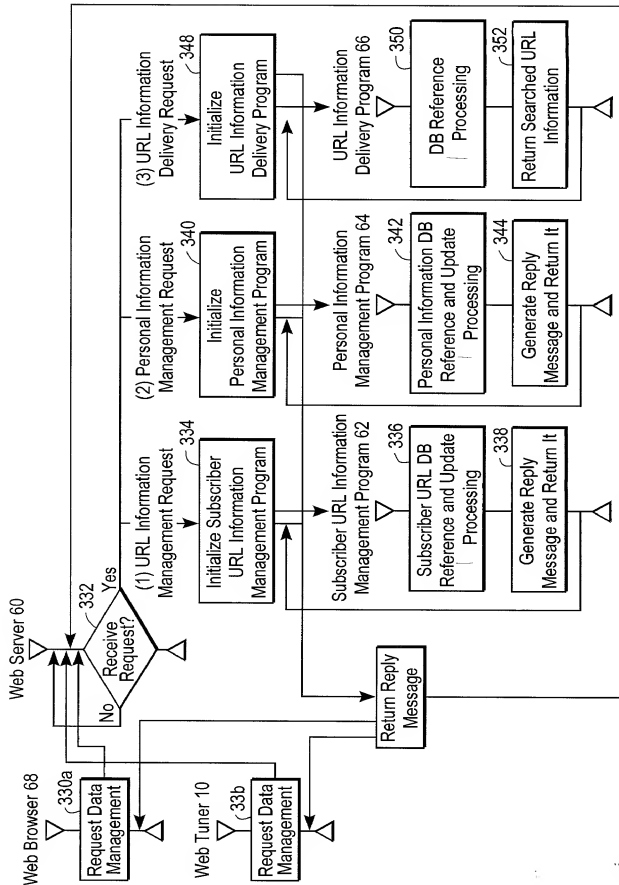 Web Server 60
332
Receive
Request?
Yes
No
Web Browser 68
330a
Request Data
Management
Web Tuner 10
33b
Request Data
Management
(1) URL Information
Management Request
334
Initialize Subscriber
URL Information
Management Program
Subscriber URL Information
Management Program 62
336
Subscriber URL DB
Reference and Update
Processing
338
Generate Reply
Message and Return It
(2) Personal Information
Management Request
340
Initialize
Personal Information
Management Program
Personal Information
Management Program 64
342
Personal Information DB
Reference and Update
Processing
344
Generate Reply
Message and Return It
(3) URL Information
Delivery Request
348
Initialize
URL Information
Delivery Program
URL Information
Delivery Program 66
350
DB Reference
Processing
352
Return Searched URL
Information
Return Reply
Message